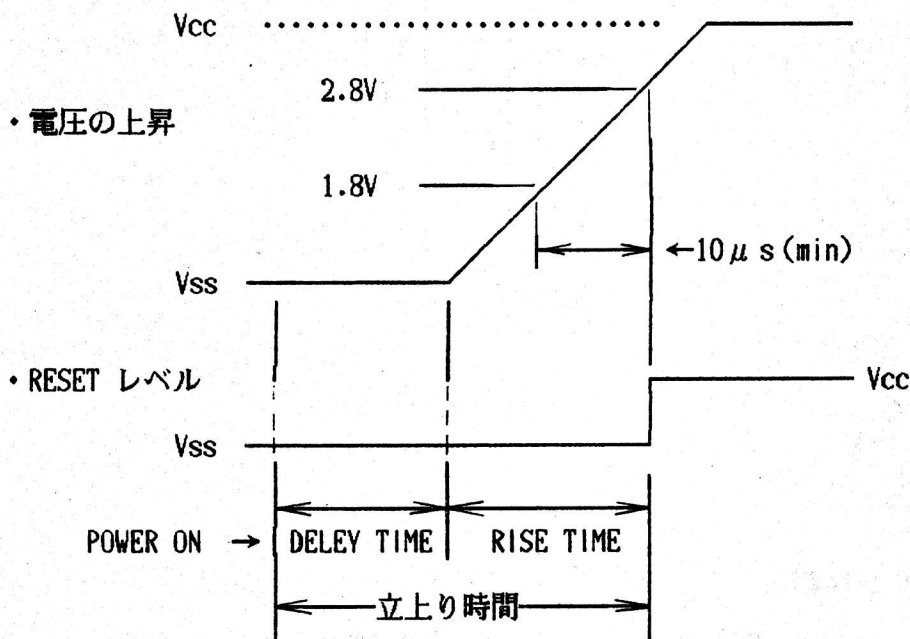 Vcc
2.8V
・電圧の上昇
1.8V
←10μs(min)
Vss
・RESET レベル
Vcc
Vss
POWER ON → DELEY TIME RISE TIME
立上り時間